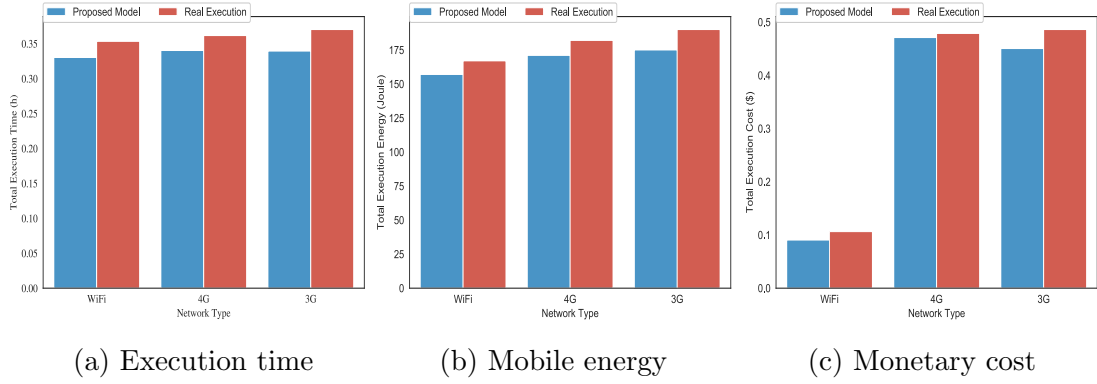 Proposed Model Real Execution
0.35
0.30
0.25
0.20
0.15
0.10
0.05
0.00
Total Execution Time (h)
WiFi 4G 3G
Network Type
(a) Execution time
Proposed Model Real Execution
175
150
125
100
75
50
25
0
Total Execution Energy (Joule)
WiFi 4G 3G
Network Type
(b) Mobile energy
Proposed Model Real Execution
0,5
0.4
0.3
0.2
0.1
0,0
Total Execution Cost ($)
WiFi 4G 3G
Network Type
(c) Monetary cost